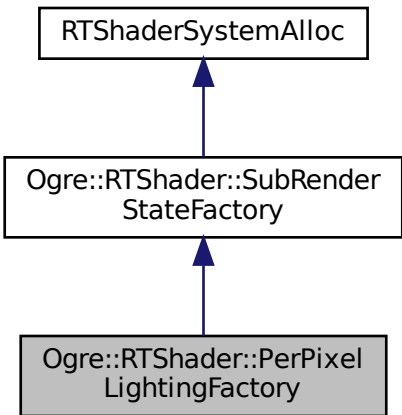 RTShaderSystemAlloc
Ogre::RTShader::SubRender
StateFactory
Ogre::RTShader::PerPixel
LightingFactory